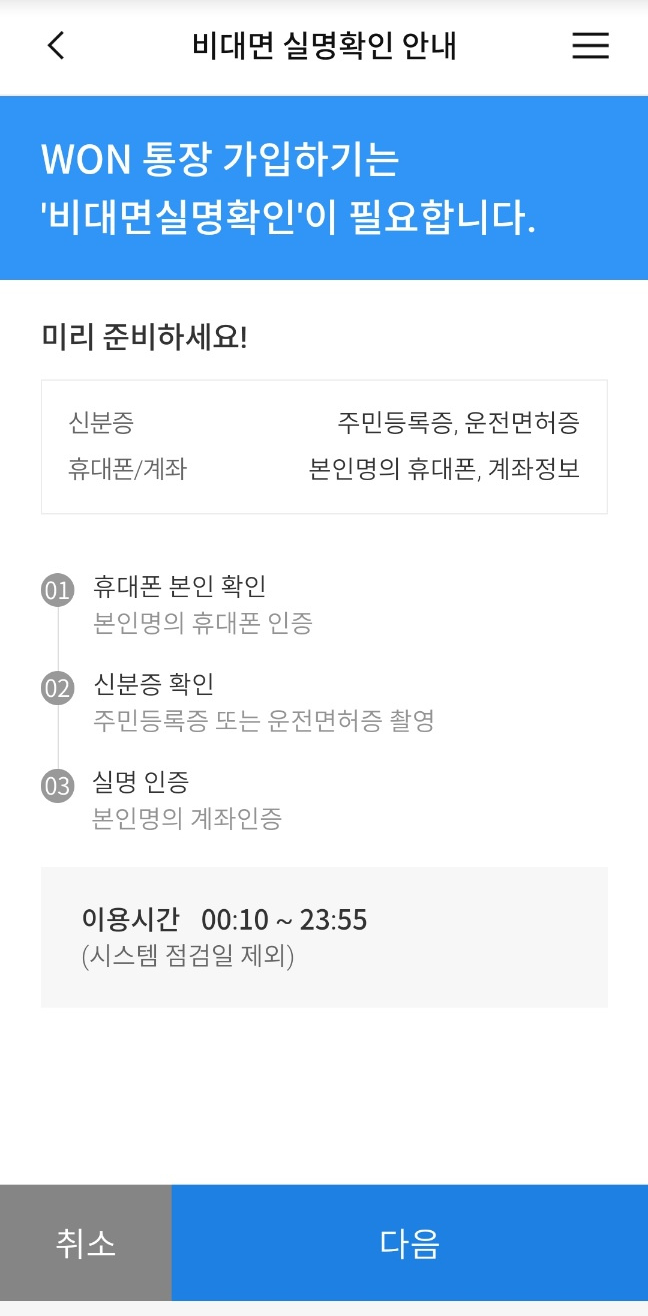 비대면 실명확인 안내
WON 통장 가입하기는
'비대면실명확인'이 필요합니다.
미리 준비하세요!
신분증 주민등록증, 운전면허증
휴대폰/계좌 본인명의 휴대폰, 계좌정보
01 휴대폰 본인 확인
본인명의 휴대폰 인증
02 신분증 확인
주민등록증 또는 운전면허증 촬영
03 실명 인증
본인명의 계좌인증
이용시간 00:10 ~ 23:55
(시스템 점검일 제외)
취소 다음